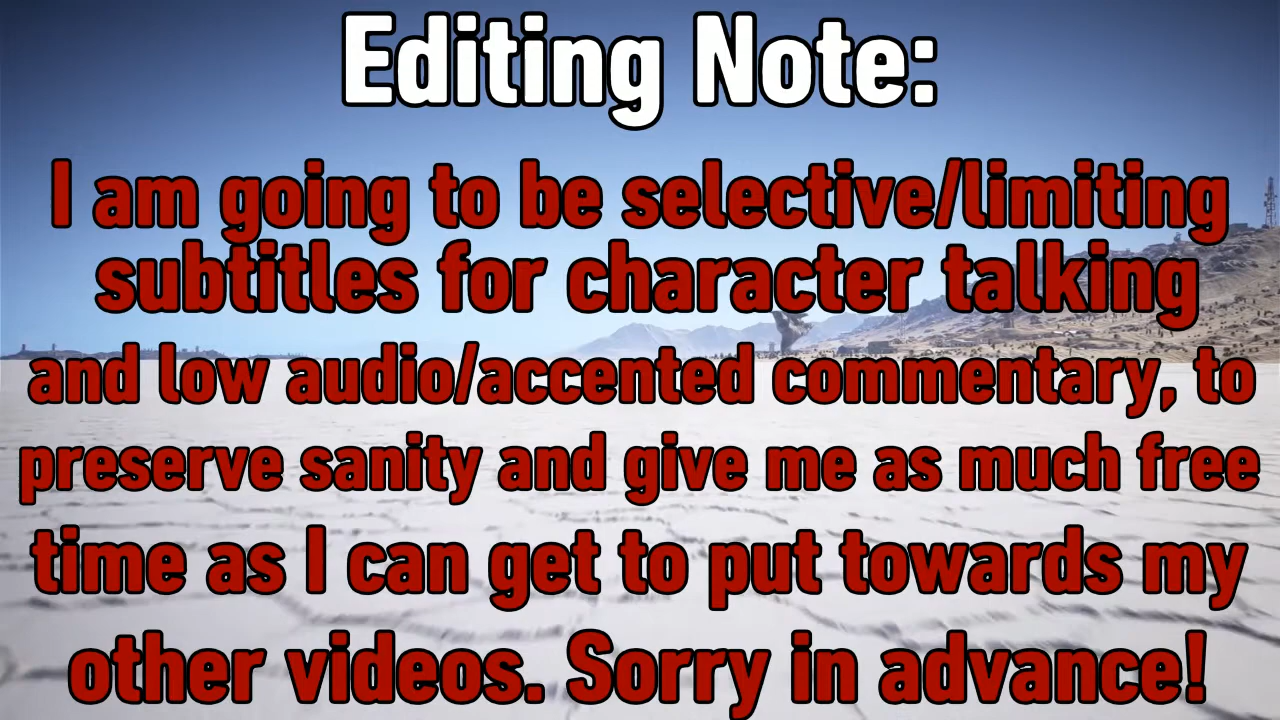 Editing Note:
I am going to be selective/limiting
subtitles for character talking
and low audio/accented commentary, to
preserve sanity and give me as much free
time as I can get to put towards my
other videos. Sorry in advance!